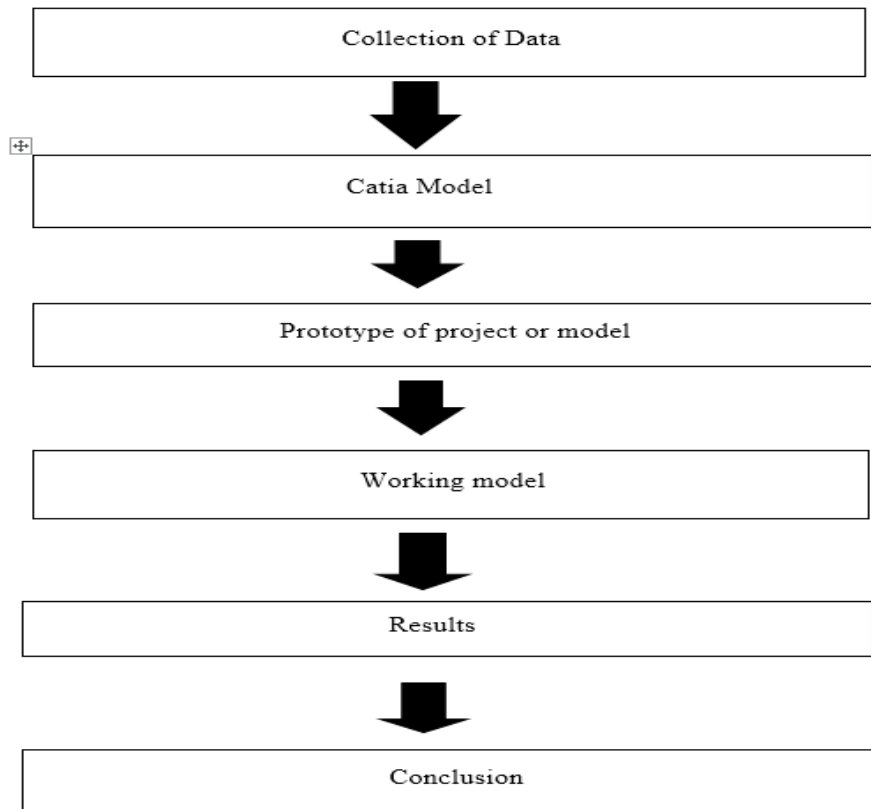 Collection of Data
Catia Model
Prototype of project or model
Working model
Results
Conclusion